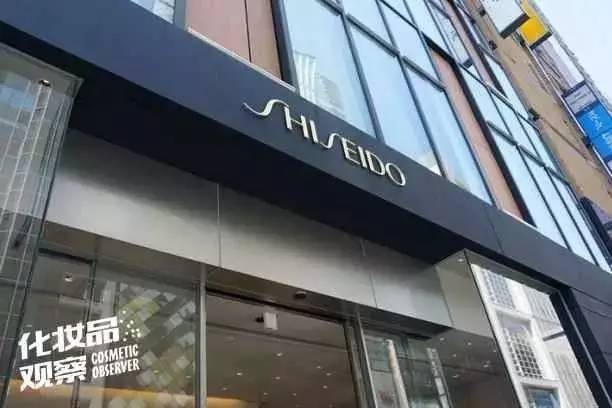 SHISEIDO
化妆品
观察
COSMETIC
OBSERVER